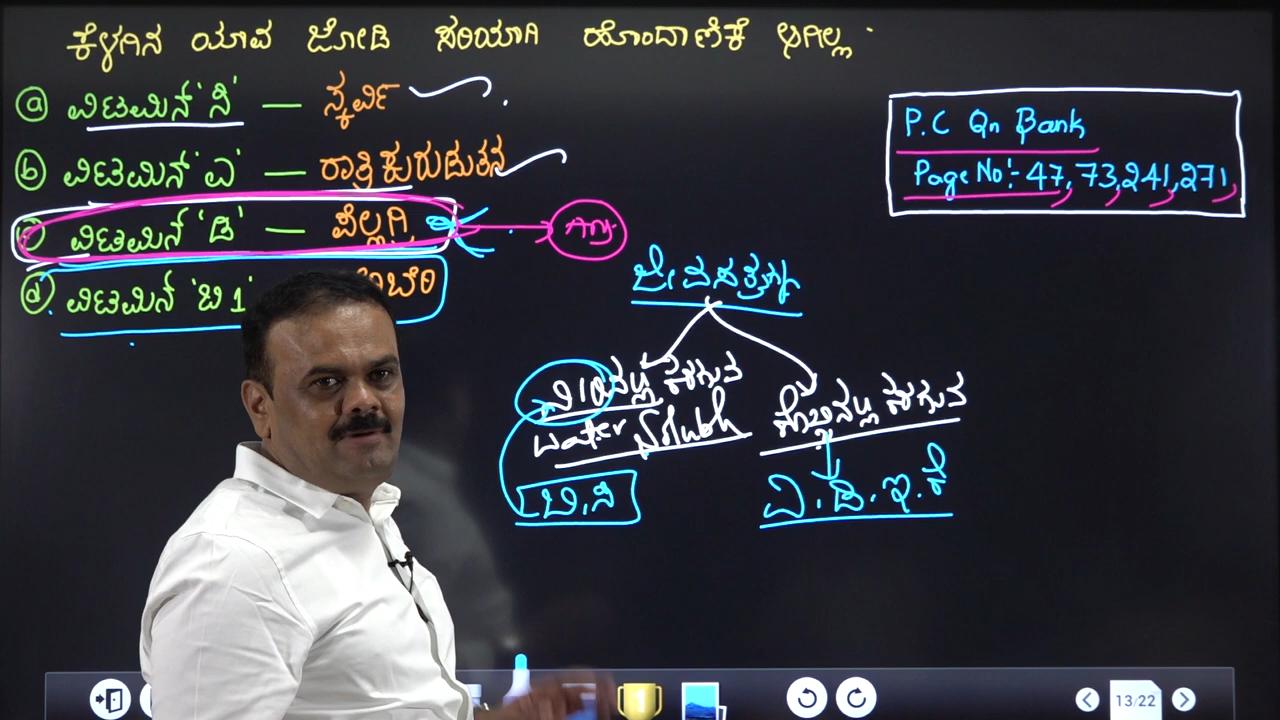 ಕೆಳಗಿನ ಯಾವ ಜೋಡಿ ಸರಿಯಾಗಿ ಹೊಂದಾಣಿಕೆ ಆಗಿಲ್ಲ.
ⓐ ವಿಟಮಿನ್ 'ಸಿ' — ಸ್ಕರ್ವಿ
ⓑ ವಿಟಮಿನ್ 'ಎ' — ರಾತ್ರಿ ಕುರುಡುತನ
ವಿಟಮಿನ್ 'ಡಿ' — ಪೆಲ್ಲಗ್ರ Ans
ⓓ ವಿಟಮಿನ್ 'ಬಿ 1'
P.C Qn Bank
Page No:- 47, 73, 241, 271,
ಜೀವಸತ್ವಗಳು
ನೀರಿನಲ್ಲಿ ಕರಗುವ
Water Soluble
ಬಿ, ಸಿ
ಕೊಬ್ಬಿನಲ್ಲಿ ಕರಗುವ
ಎ. ಡಿ. ಇ. ಕೆ
13/22